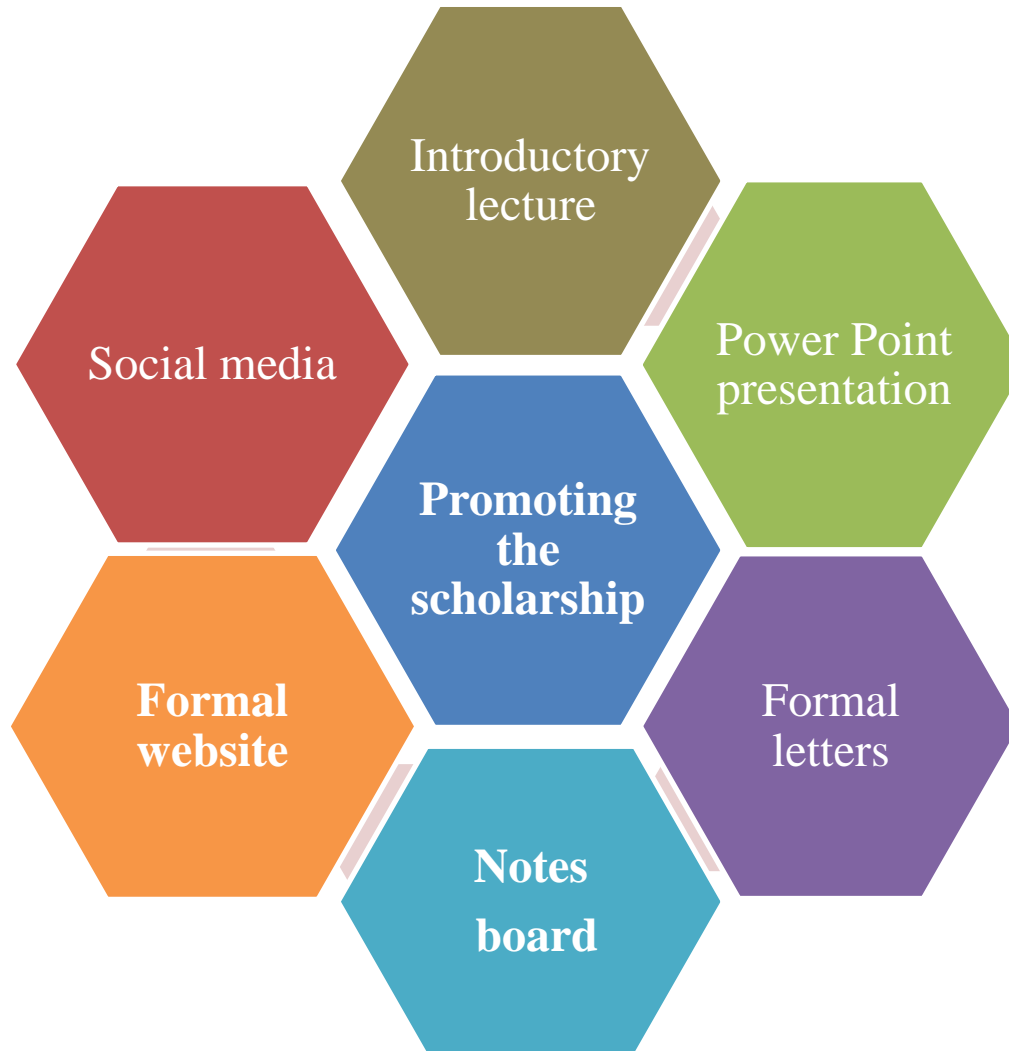 Introductory
lecture
Power Point
presentation
Social media
Promoting
the
scholarship
Formal
letters
Formal
website
Notes
board